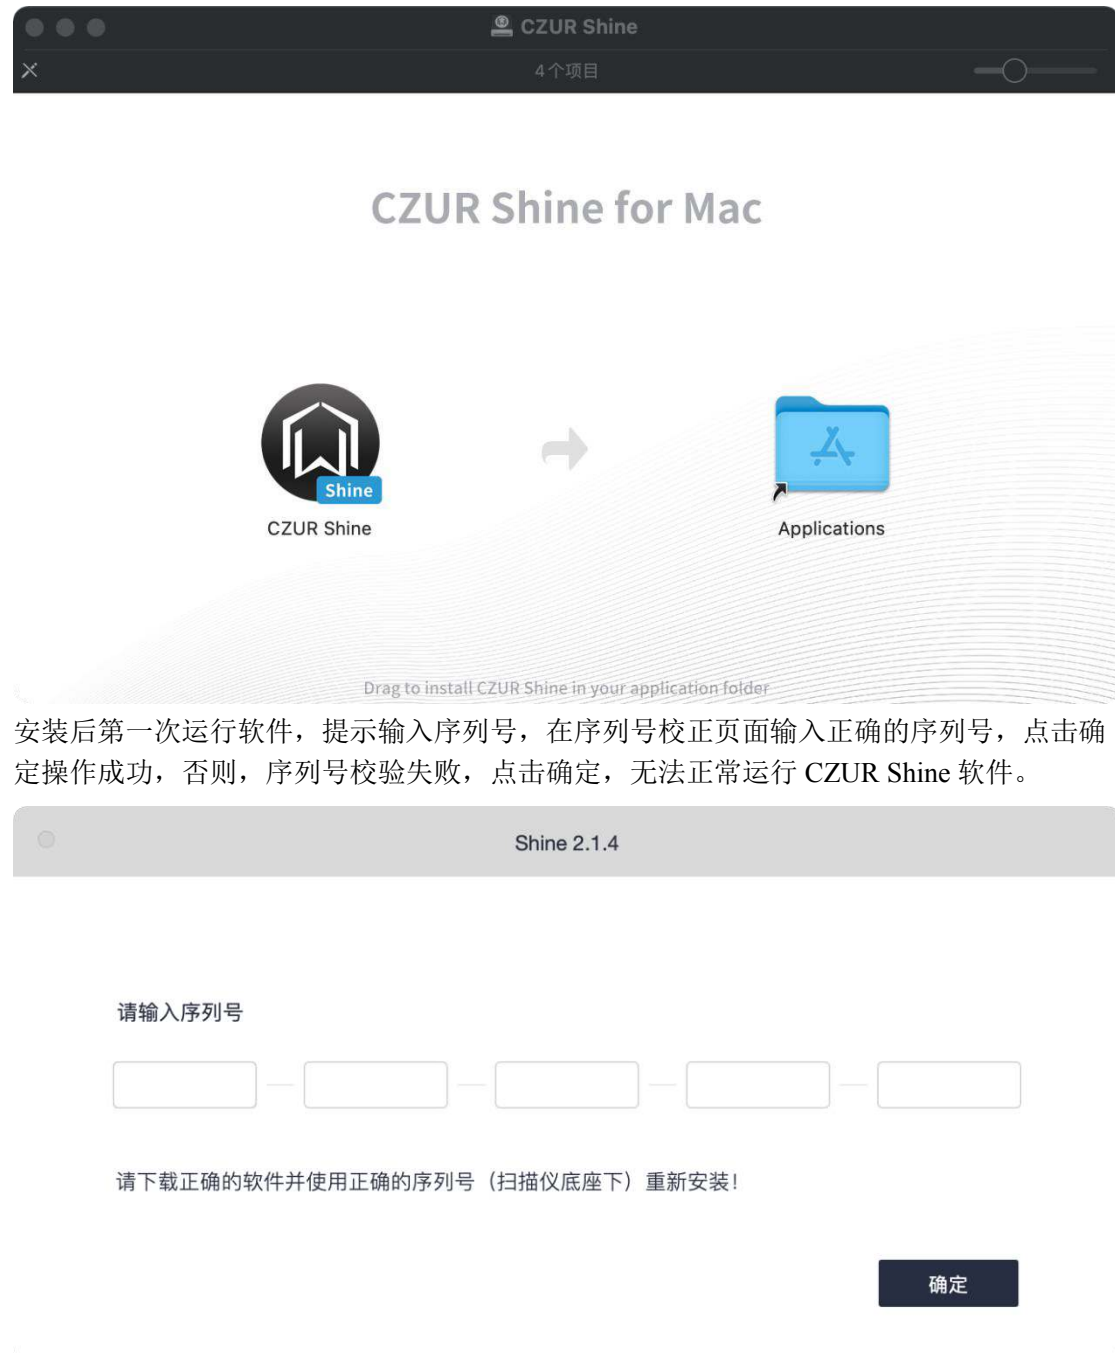 CZUR Shine
4个项目
CZUR Shine for Mac
Shine
CZUR Shine
Applications
Drag to install CZUR Shine in your application folder
安装后第一次运行软件，提示输入序列号，在序列号校正页面输入正确的序列号，点击确
定操作成功，否则，序列号校验失败，点击确定，无法正常运行 CZUR Shine 软件。
Shine 2.1.4
请输入序列号
请下载正确的软件并使用正确的序列号（扫描仪底座下）重新安装！
确定